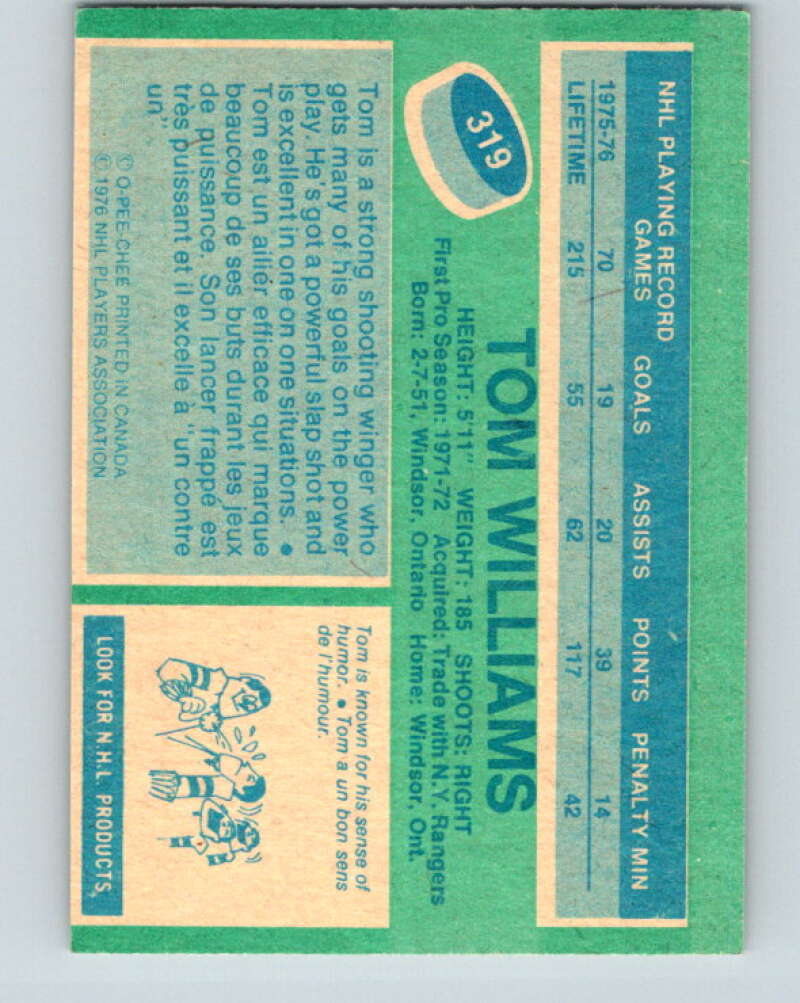 NHL PLAYING RECORD
GAMES GOALS ASSISTS POINTS PENALTY MIN
1975-76 70 19 20 39 14
LIFETIME 215 55 62 117 42
319
TOM WILLIAMS
HEIGHT: 5'11" WEIGHT: 185 SHOOTS: RIGHT
First Pro Season: 1971-72 Acquired: Trade with N.Y. Rangers
Born: 2-7-51, Windsor, Ontario Home: Windsor, Ont.
Tom is a strong shooting winger who
gets many of his goals on the power
play. He's got a powerful slap shot and
is excellent in one on one situations. •
Tom est un ailier efficace qui marque
beaucoup de ses buts durant les jeux
de puissance. Son lancer frappé est
très puissant et il excelle à "un contre
un"
© O-PEE-CHEE PRINTED IN CANADA
© 1976 NHL PLAYERS ASSOCIATION
Tom is known for his sense of
humor. • Tom a un bon sens
de l'humour.
LOOK FOR N.H.L. PRODUCTS,